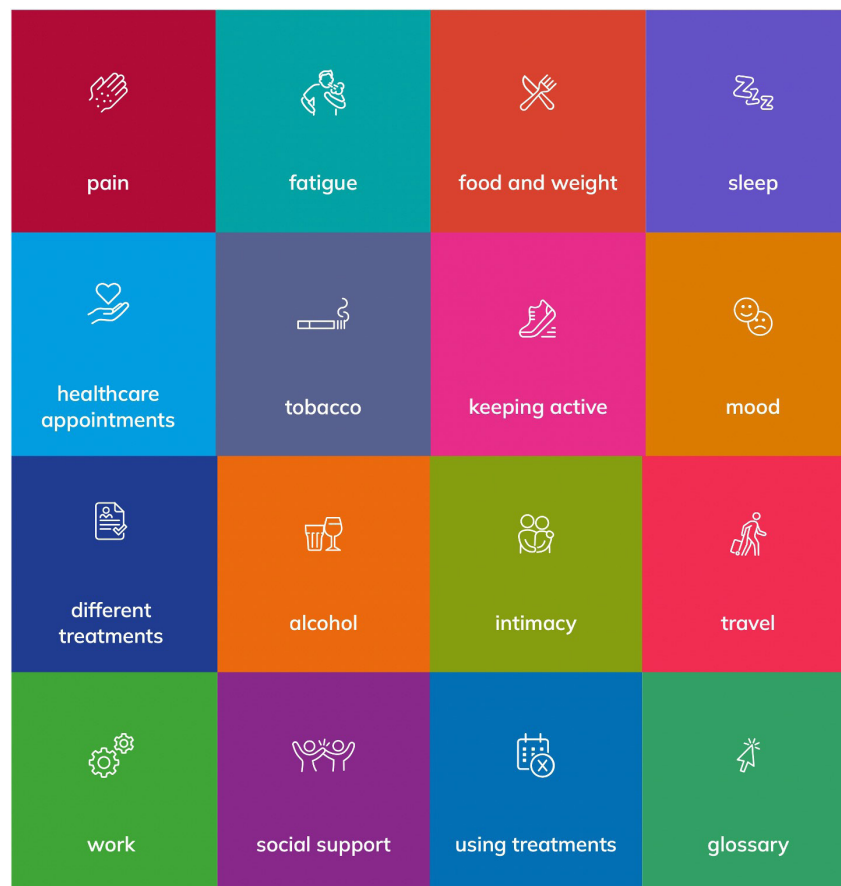 pain
fatigue
food and weight
sleep
healthcare
appointments
tobacco
keeping active
mood
different
treatments
alcohol
intimacy
travel
work
social support
using treatments
glossary